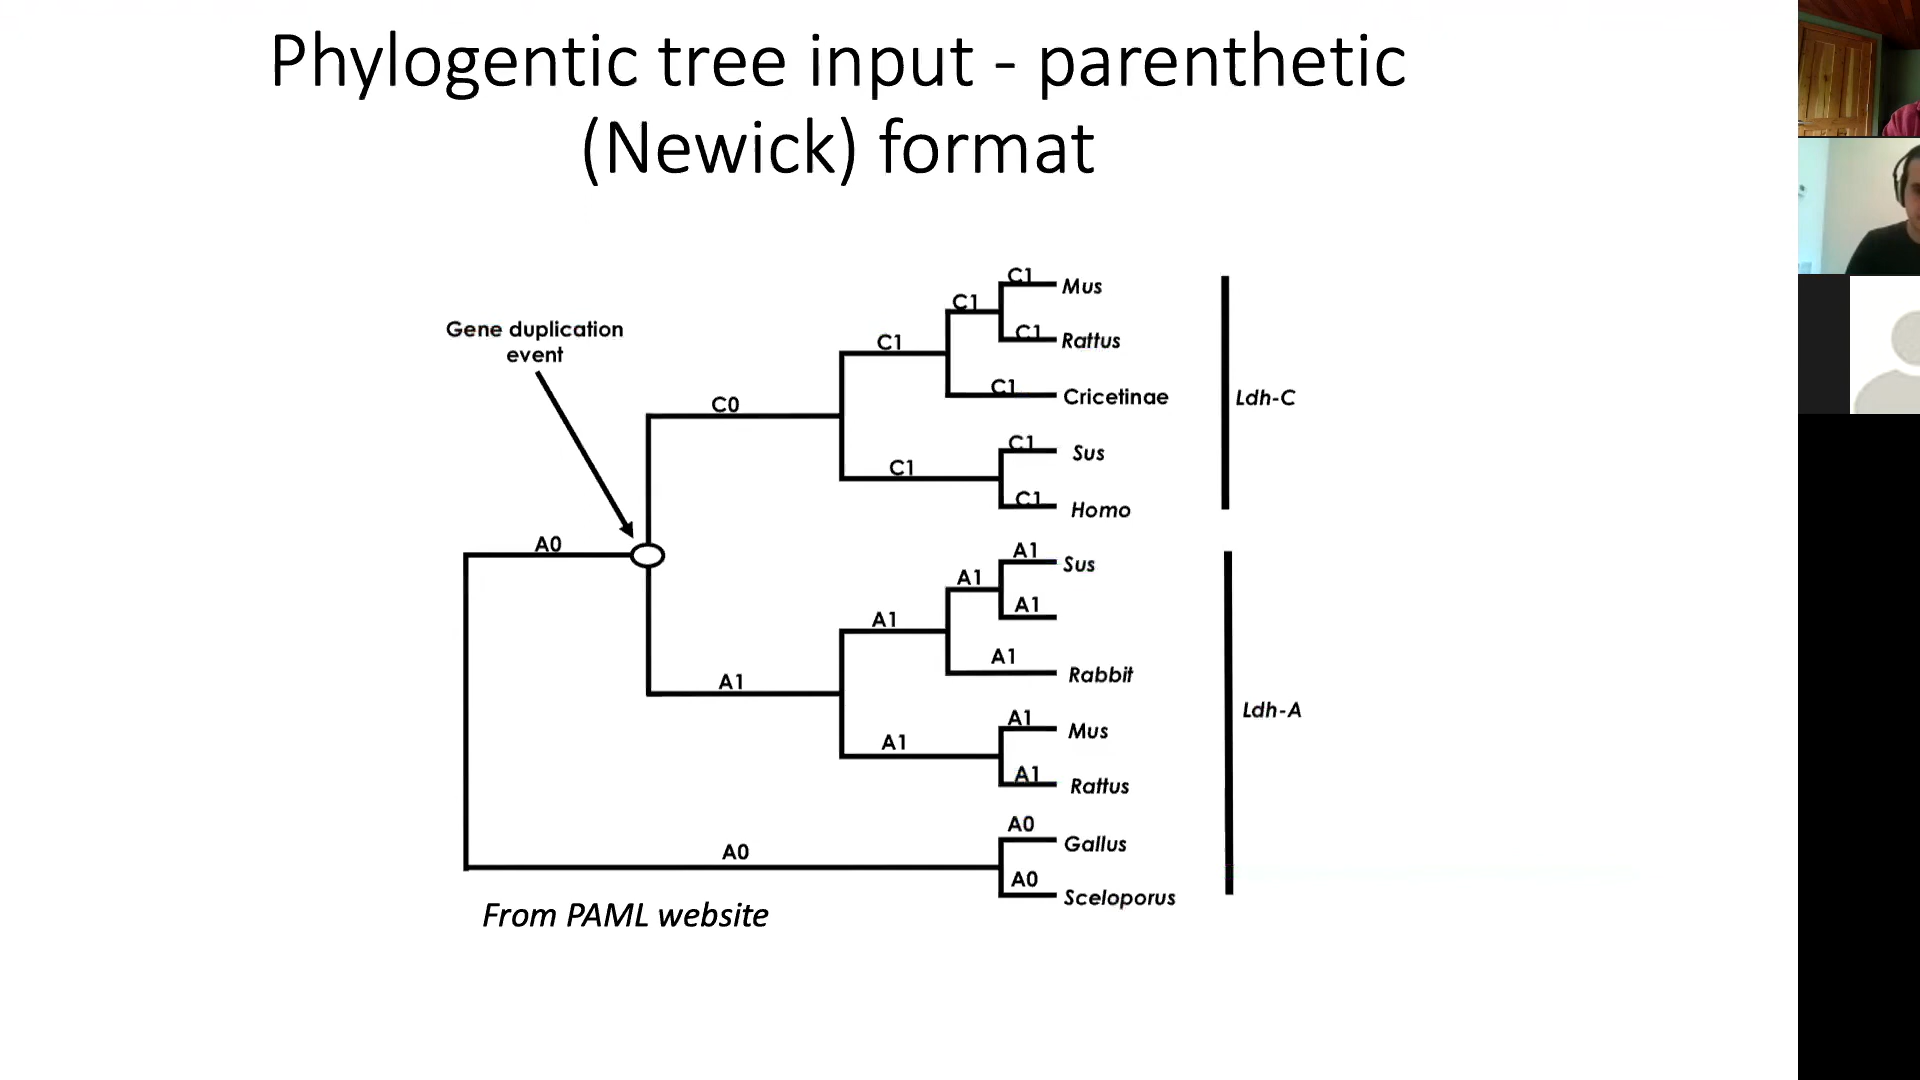 Phylogentic tree input - parenthetic
(Newick) format
Gene duplication
event
C1
Mus
C1
C1
Rattus
C1
C1
Cricetinae
Ldh-C
C0
C1
Sus
C1
C1
Homo
A0
A1
Sus
A1
A1
A1
A1
Rabbit
A1
Ldh-A
A1
Mus
A1
A1
Rattus
A0
Gallus
A0
A0
Sceloporus
From PAML website